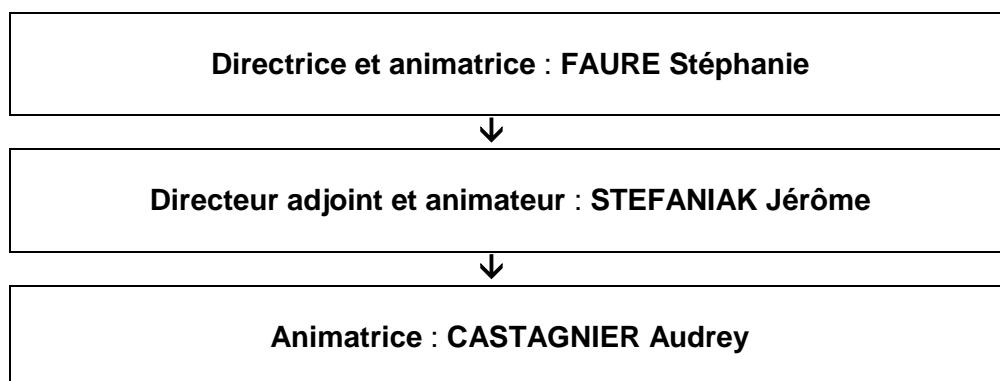 Directrice et animatrice : FAURE Stéphanie
Directeur adjoint et animateur : STEFANIAK Jérôme
Animatrice : CASTAGNIER Audrey